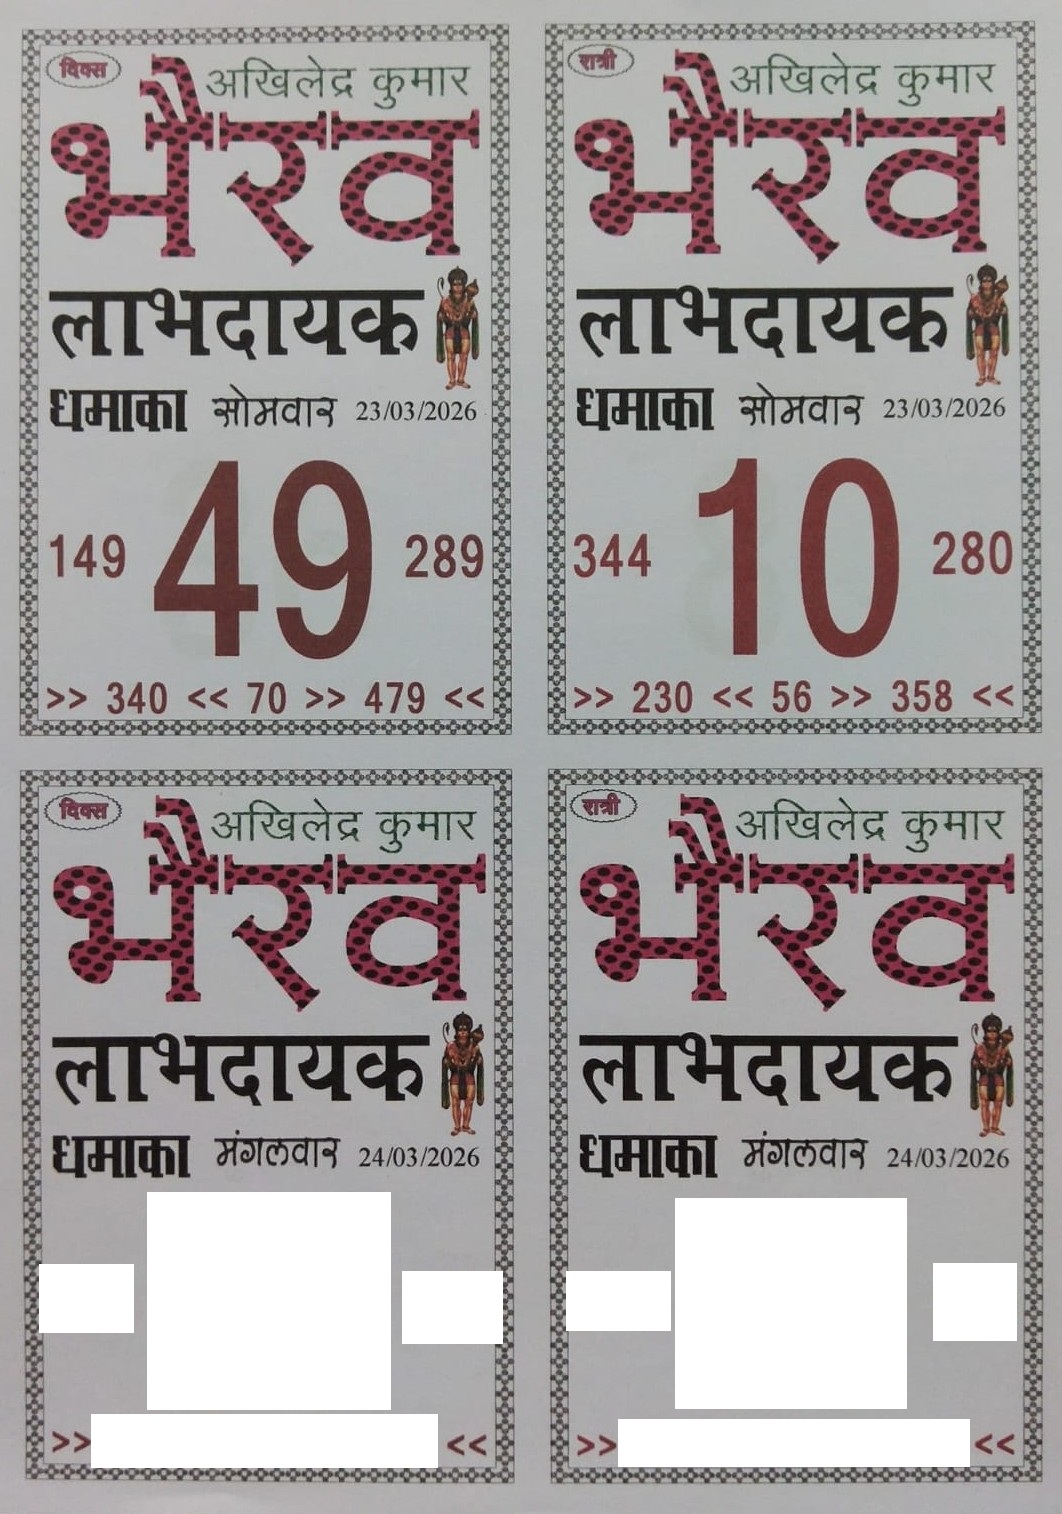 दिवस
अखिलेद्र कुमार
भैरव
लाभदायक
धमाका सोमवार 23/03/2026
149 49 289
>> 340 << 70 >> 479 <<
रात्री
अखिलेद्र कुमार
भैरव
लाभदायक
धमाका सोमवार 23/03/2026
344 10 280
>> 230 << 56 >> 358 <<
दिवस
अखिलेद्र कुमार
भैरव
लाभदायक
धमाका मंगलवार 24/03/2026
>> <<
रात्री
अखिलेद्र कुमार
भैरव
लाभदायक
धमाका मंगलवार 24/03/2026
>> <<